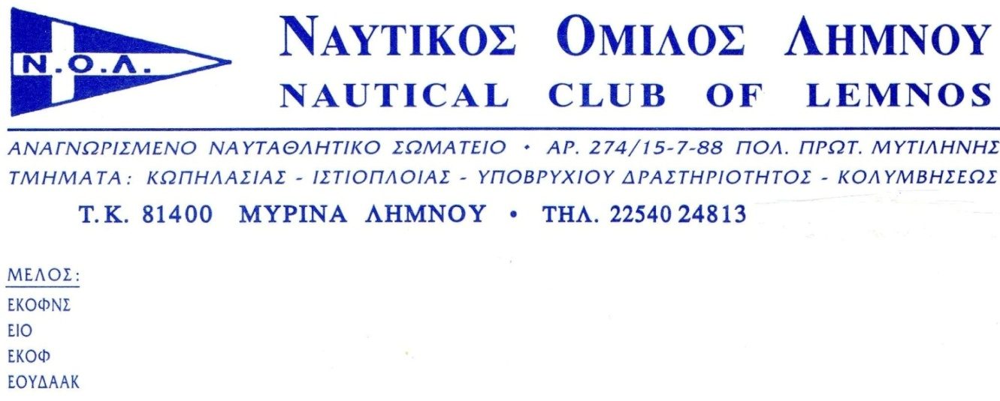 Ν.Ο.Λ.
ΝΑΥΤΙΚΟΣ ΟΜΙΛΟΣ ΛΗΜΝΟΥ
NAUTICAL CLUB OF LEMNOS
ΑΝΑΓΝΩΡΙΣΜΕΝΟ ΝΑΥΤΑΘΛΗΤΙΚΟ ΣΩΜΑΤΕΙΟ • ΑΡ. 274/15-7-88 ΠΟΛ. ΠΡΩΤ. ΜΥΤΙΛΗΝΗΣ
ΤΜΗΜΑΤΑ: ΚΩΠΗΛΑΣΙΑΣ - ΙΣΤΙΟΠΛΟΙΑΣ - ΥΠΟΒΡΥΧΙΟΥ ΔΡΑΣΤΗΡΙΟΤΗΤΟΣ - ΚΟΛΥΜΒΗΣΕΩΣ
Τ.Κ. 81400 ΜΥΡΙΝΑ ΛΗΜΝΟΥ • ΤΗΛ. 22540 24813
ΜΕΛΟΣ:
ΕΚΟΦΝΣ
ΕΙΟ
ΕΚΟΦ
ΕΟΥΔΑΑΚ